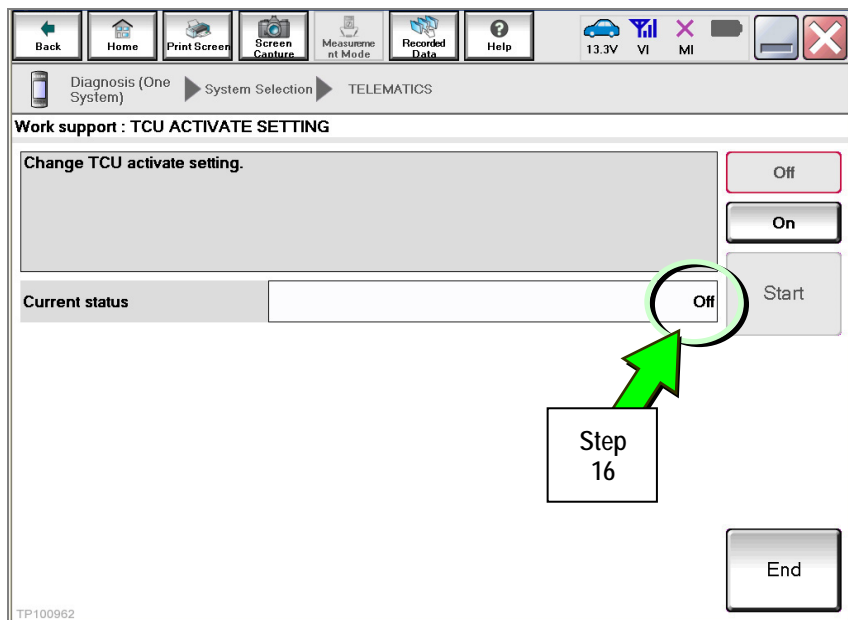 Back
Home
Print Screen
Screen
Capture
Measureme
nt Mode
Recorded
Data
Help
13.3V
VI
MI
Diagnosis (One
System)
System Selection
TELEMATICS
Work support : TCU ACTIVATE SETTING
Change TCU activate setting.
Off
On
Current status
Off
Start
Step
16
End
TP100962